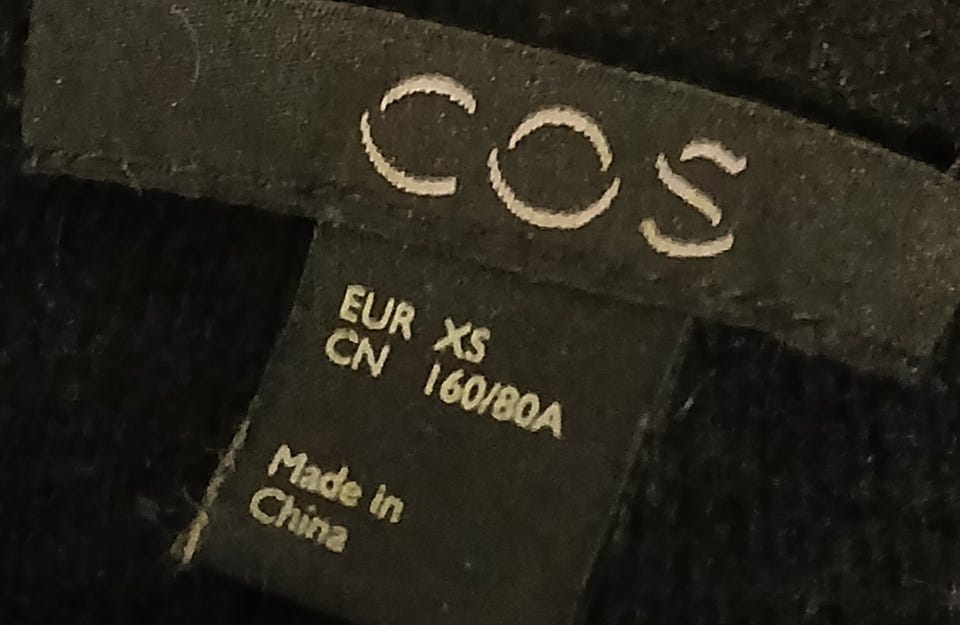 COS
EUR XS
CN 160/80A
Made in
China